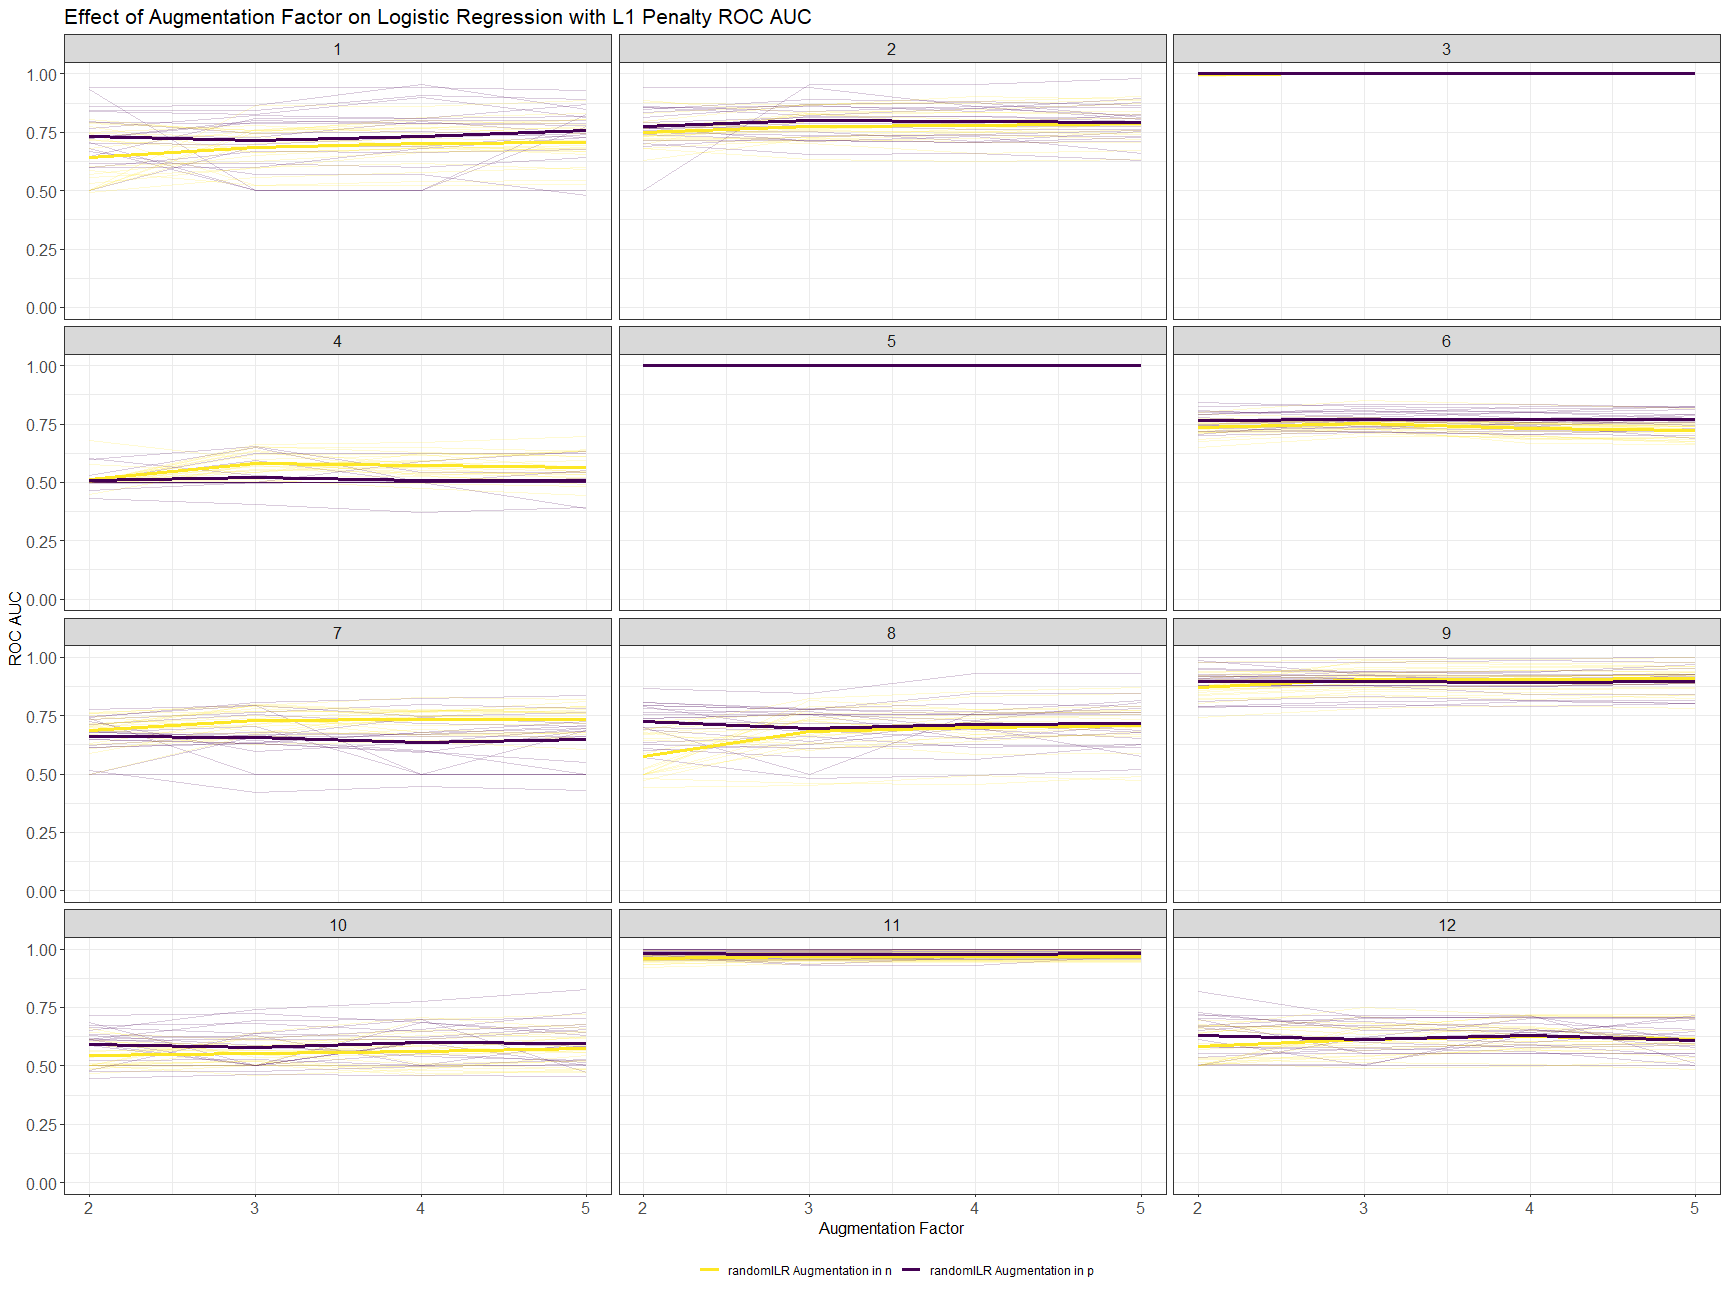 Effect of Augmentation Factor on Logistic Regression with L1 Penalty ROC AUC
1 2 3
1.00
0.75
0.50
0.25
0.00
4 5 6
1.00
0.75
0.50
0.25
0.00
ROC AUC
7 8 9
1.00
0.75
0.50
0.25
0.00
10 11 12
1.00
0.75
0.50
0.25
0.00
2 3 4 5 2 3 4 5 2 3 4 5
Augmentation Factor
randomILR Augmentation in n randomILR Augmentation in p